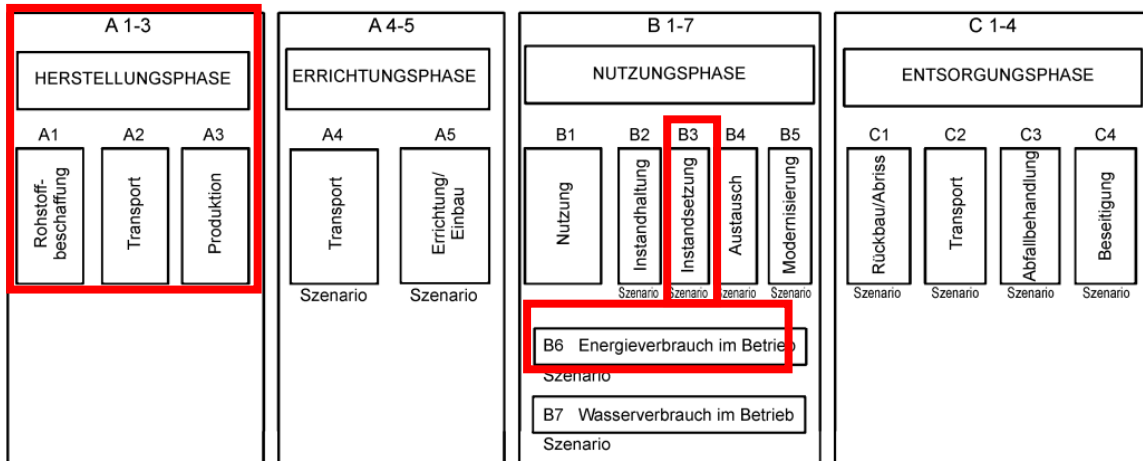 A 1-3
HERSTELLUNGSPHASE
A1
A2
A3
Rohstoff-
beschaffung
Transport
Produktion
A 4-5
ERRICHTUNGSPHASE
A4
A5
Transport
Errichtung/
Einbau
Szenario
Szenario
B 1-7
NUTZUNGSPHASE
B1
B2
B3
B4
B5
Nutzung
Instandhaltung
Instandsetzung
Austausch
Modernisierung
Szenario
Szenario
Szenario
Szenario
B6 Energieverbrauch im Betrieb
Szenario
B7 Wasserverbrauch im Betrieb
Szenario
C 1-4
ENTSORGUNGSPHASE
C1
C2
C3
C4
Rückbau/Abriss
Transport
Abfallbehandlung
Beseitigung
Szenario
Szenario
Szenario
Szenario